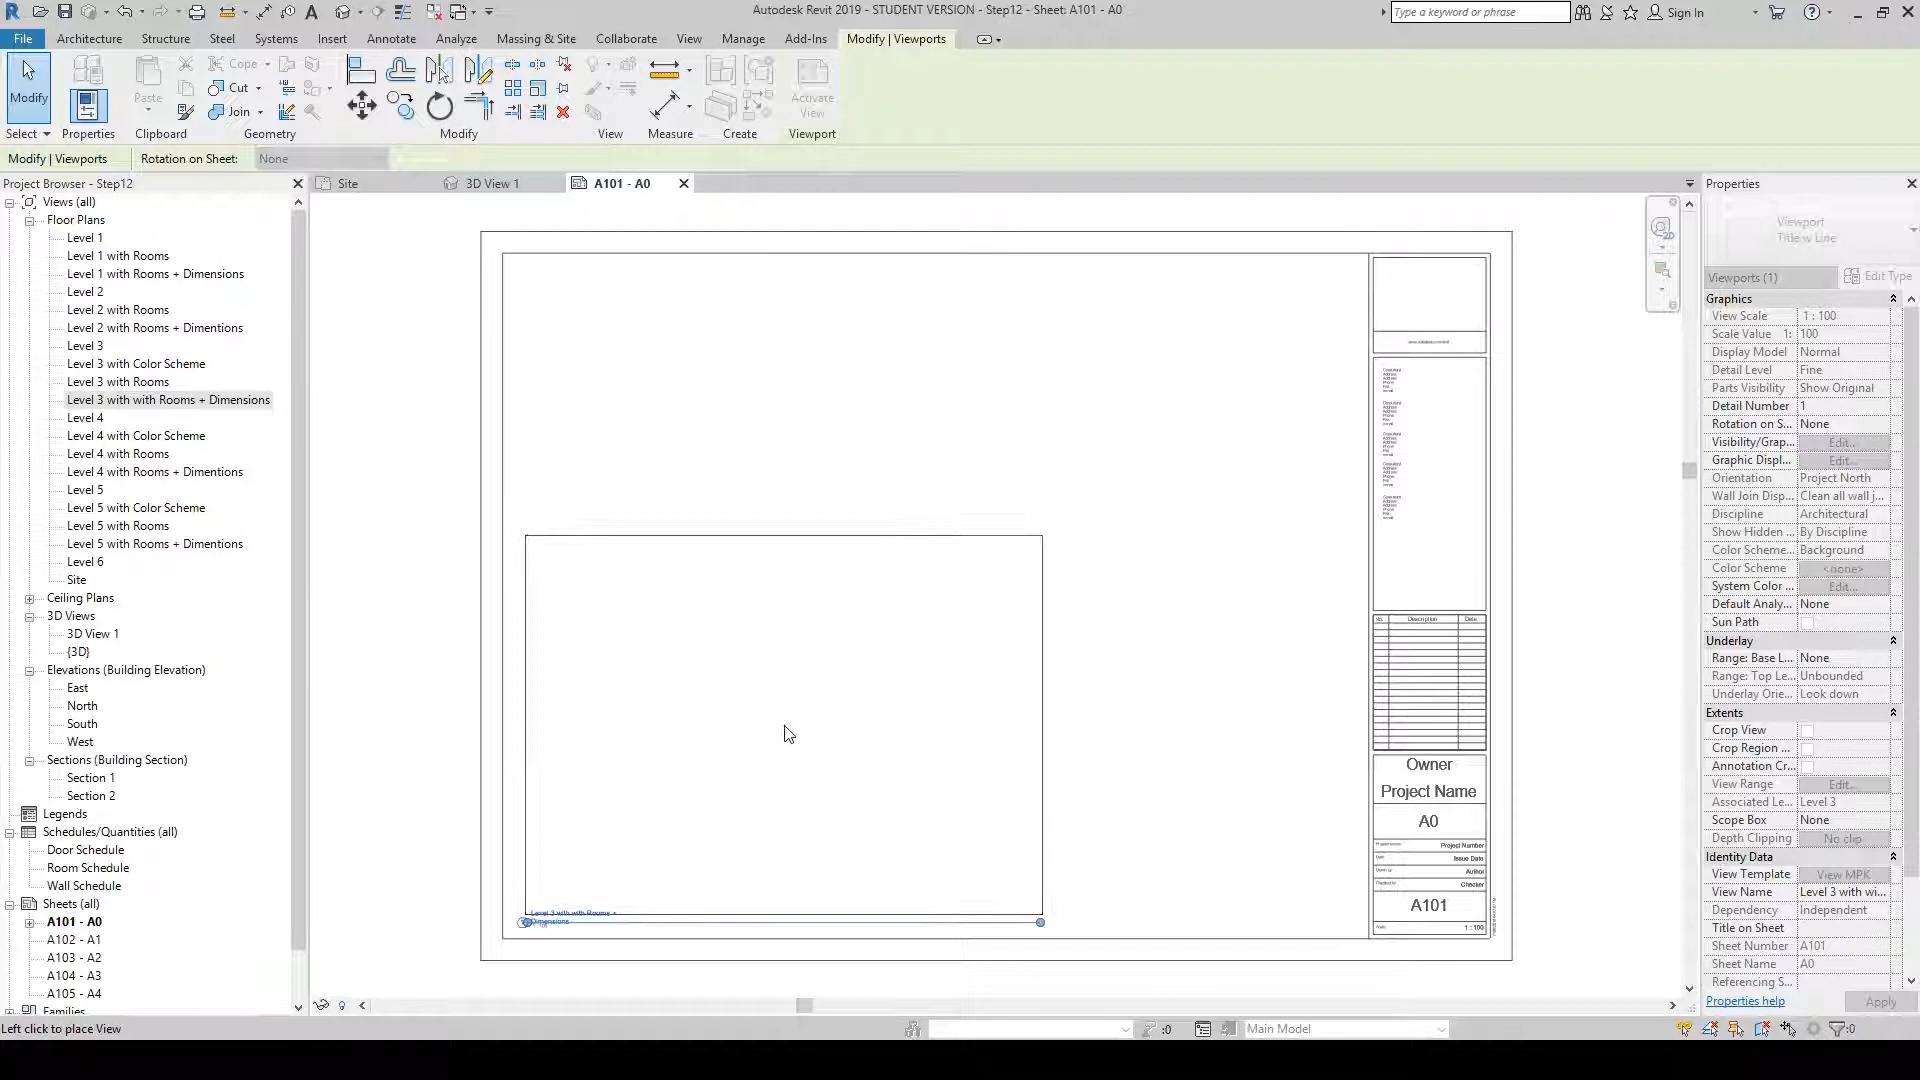 Autodesk Revit 2019 - STUDENT VERSION - Step12 - Sheet: A101 - A0
Type a keyword or phrase
Sign In
File Architecture Structure Steel Systems Insert Annotate Analyze Massing & Site Collaborate View Manage Add-Ins Modify | Viewports
Modify
Paste
Cope
Cut
Join
Activate
View
Select Properties Clipboard Geometry Modify View Measure Create Viewport
Modify | Viewports Rotation on Sheet: None
Project Browser - Step12
Views (all)
Floor Plans
Level 1
Level 1 with Rooms
Level 1 with Rooms + Dimensions
Level 2
Level 2 with Rooms
Level 2 with Rooms + Dimentions
Level 3
Level 3 with Color Scheme
Level 3 with Rooms
Level 3 with with Rooms + Dimensions
Level 4
Level 4 with Color Scheme
Level 4 with Rooms
Level 4 with Rooms + Dimentions
Level 5
Level 5 with Color Scheme
Level 5 with Rooms
Level 5 with Rooms + Dimentions
Level 6
Site
Ceiling Plans
3D Views
3D View 1
{3D}
Elevations (Building Elevation)
East
North
South
West
Sections (Building Section)
Section 1
Section 2
Legends
Schedules/Quantities (all)
Door Schedule
Room Schedule
Wall Schedule
Sheets (all)
A101 - A0
A102 - A1
A103 - A2
A104 - A3
A105 - A4
Families
Site
3D View 1
A101 - A0
Level 3 with with Rooms +
Dimensions
No. Description Date
Owner
Project Name
A0
Project Number
Issue Date
Author
Checker
A101
1 : 100
Properties
Viewport
Title w Line
Viewports (1) Edit Type
Graphics
View Scale 1 : 100
Scale Value 1: 100
Display Model Normal
Detail Level Fine
Parts Visibility Show Original
Detail Number 1
Rotation on S... None
Visibility/Grap... Edit...
Graphic Displ... Edit...
Orientation Project North
Wall Join Disp... Clean all wall j...
Discipline Architectural
Show Hidden ... By Discipline
Color Scheme... Background
Color Scheme <none>
System Color ... Edit...
Default Analy... None
Sun Path
Underlay
Range: Base L... None
Range: Top Le... Unbounded
Underlay Orie... Look down
Extents
Crop View
Crop Region ...
Annotation Cr...
View Range Edit...
Associated Le... Level 3
Scope Box None
Depth Clipping No clip
Identity Data
View Template View MPK
View Name Level 3 with wi...
Dependency Independent
Title on Sheet
Sheet Number A101
Sheet Name A0
Referencing S...
Properties help Apply
Left click to place View
:0
Main Model
:0